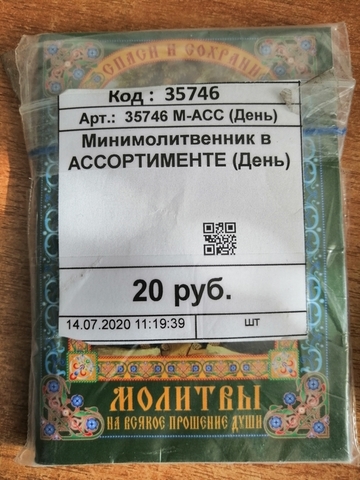 СПАСИ И СОХРАНИ
Код : 35746
Арт.: 35746 М-АСС (День)
Минимолитвенник в
АССОРТИМЕНТЕ (День)
20 руб.
14.07.2020 11:19:39 шт
МОЛИТВЫ
НА ВСЯКОЕ ПРОШЕНИЕ ДУШИ